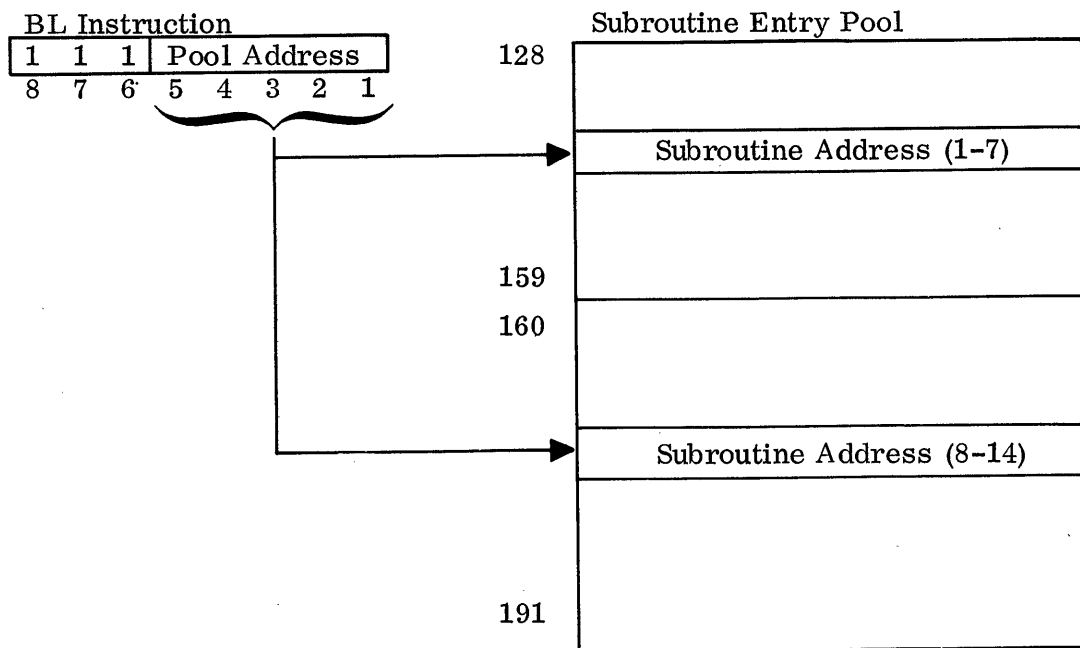 BL Instruction
1 1 1 Pool Address
8 7 6 5 4 3 2 1
Subroutine Entry Pool
128
Subroutine Address (1-7)
159
160
Subroutine Address (8-14)
191